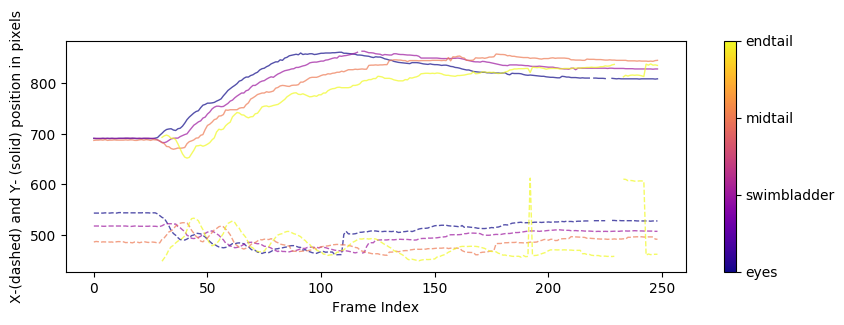 X-(dashed) and Y- (solid) position in pixels
800
700
600
500
0
50
100
150
200
250
Frame Index
endtail
midtail
swimbladder
eyes